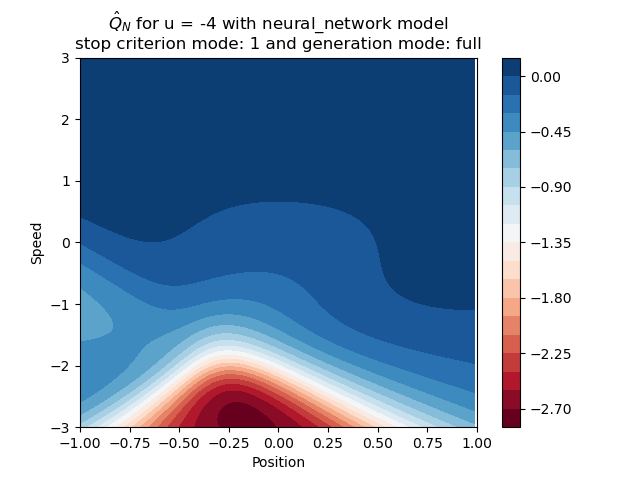 Q̂_N for u = -4 with neural_network model
stop criterion mode: 1 and generation mode: full
3
2
1
0
−1
−2
−3
Speed
−1.00 −0.75 −0.50 −0.25 0.00 0.25 0.50 0.75 1.00
Position
0.00
−0.45
−0.90
−1.35
−1.80
−2.25
−2.70